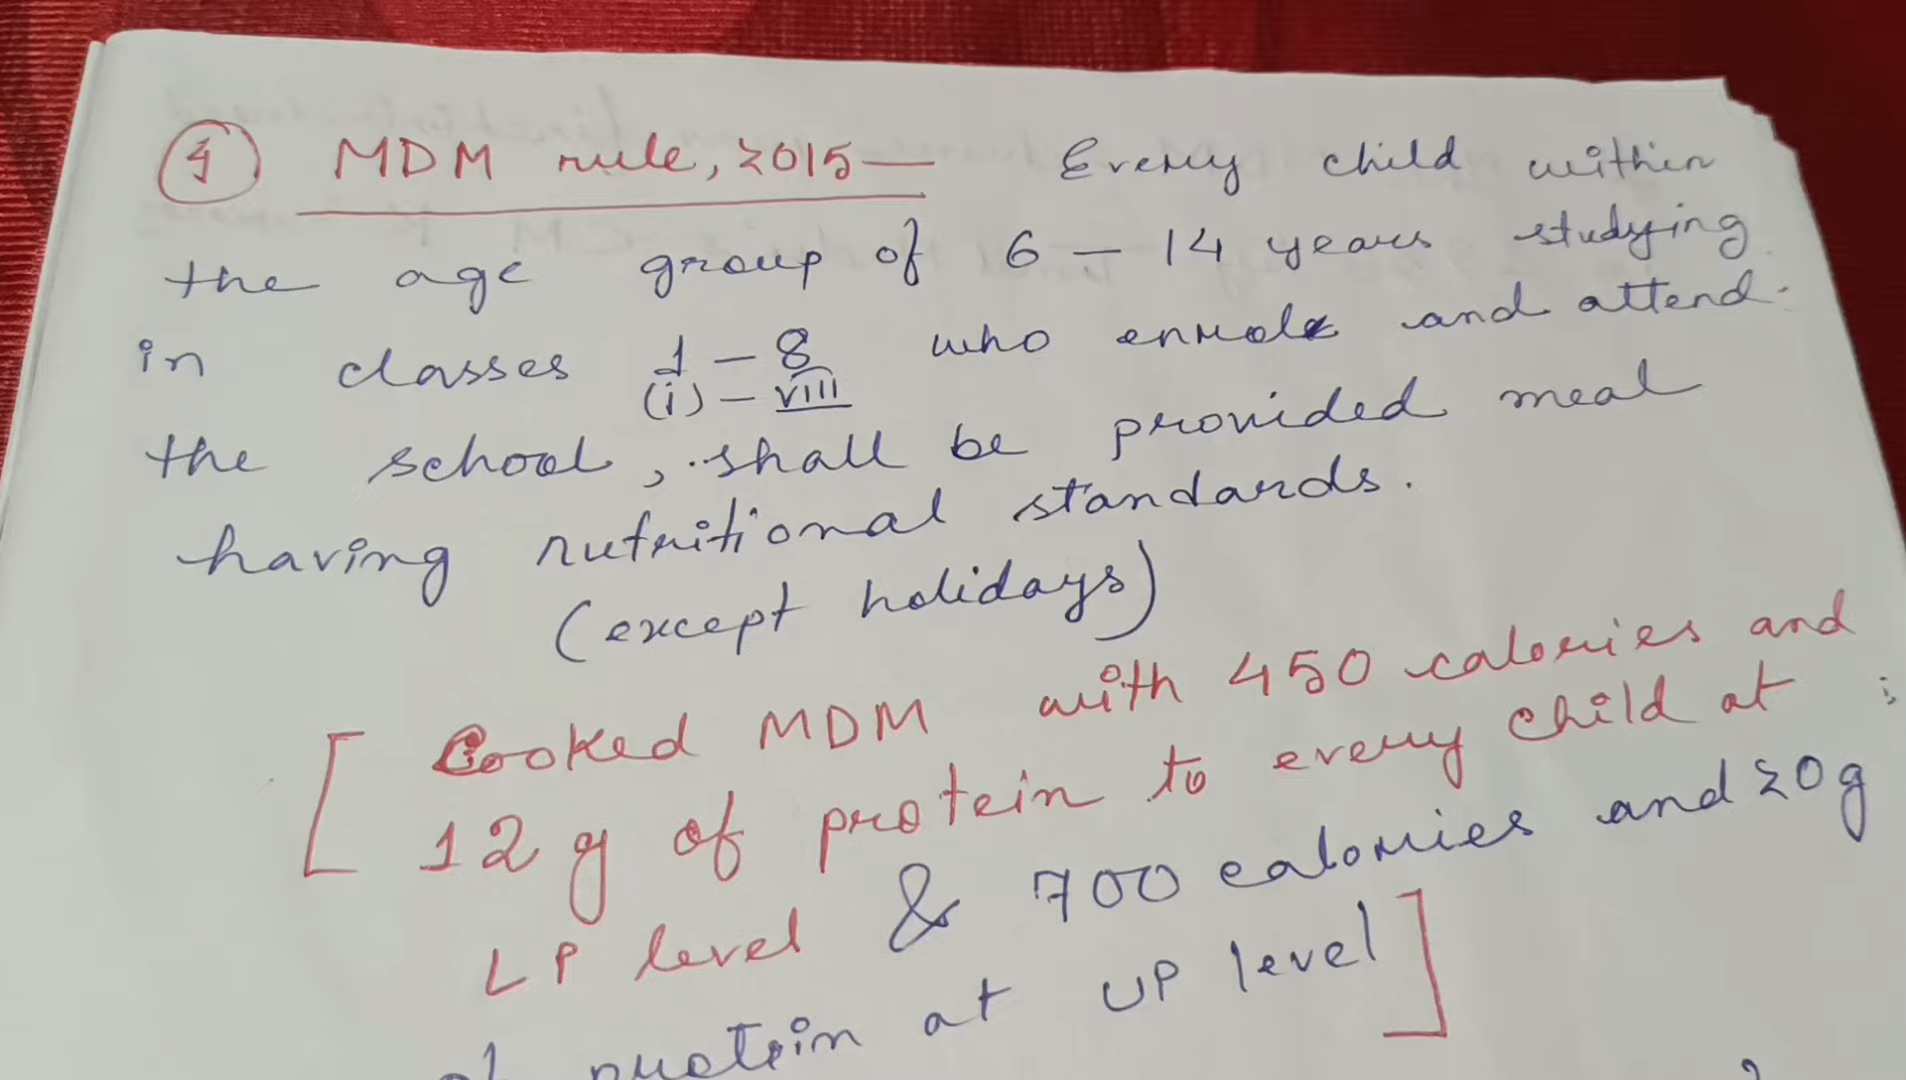 4 MDM rule, 2015 — Every child within
the age group of 6 – 14 years studying
in classes 1 – 8 who enrole and attend
(i) – viii
the school, shall be provided meal
having nutritional standards.
(except holidays)
[ Cooked MDM with 450 calories and
12 g of protein to every child at
LP level & 700 calories and 20g
of protein at UP level ]